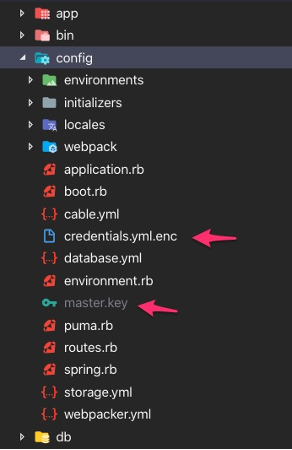 app
bin
config
environments
initializers
locales
webpack
application.rb
boot.rb
cable.yml
credentials.yml.enc
database.yml
environment.rb
master.key
puma.rb
routes.rb
spring.rb
storage.yml
webpacker.yml
db